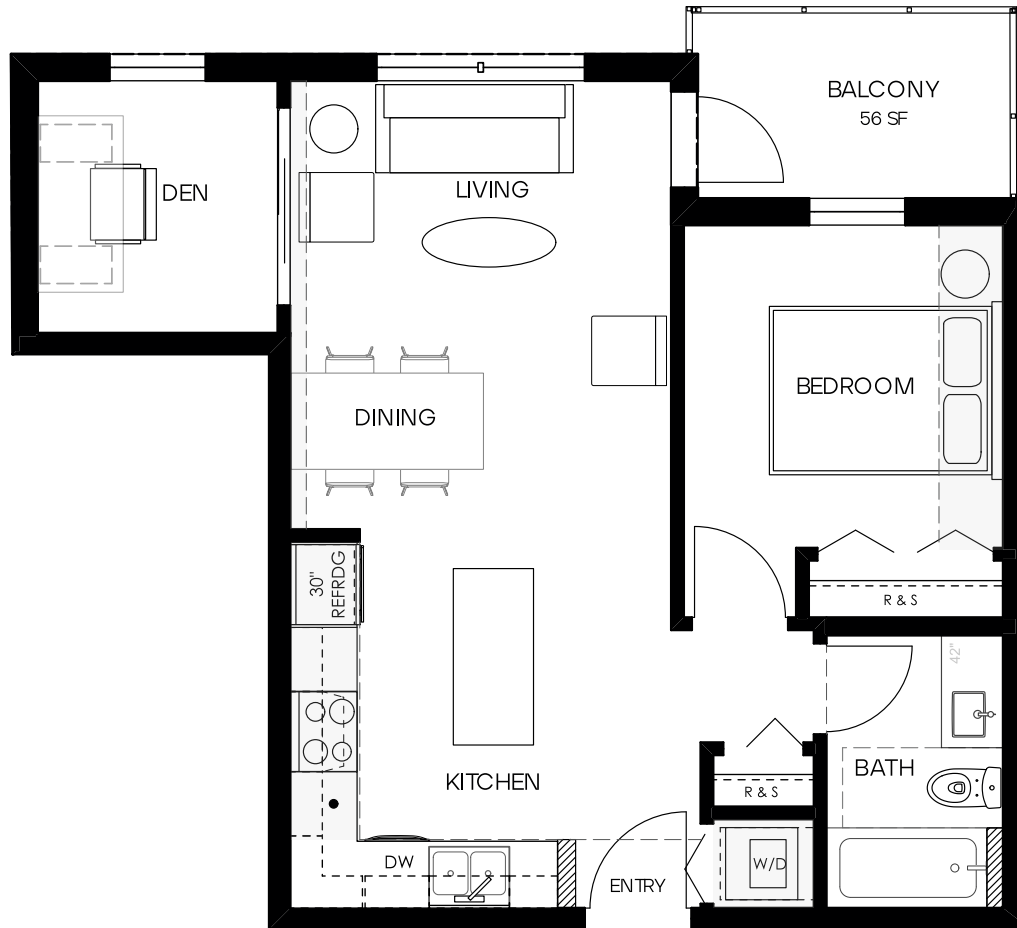 BALCONY
56 SF
DEN
LIVING
BEDROOM
DINING
30"
REFRDG
R & S
42"
KITCHEN
BATH
R & S
DW
W/D
ENTRY